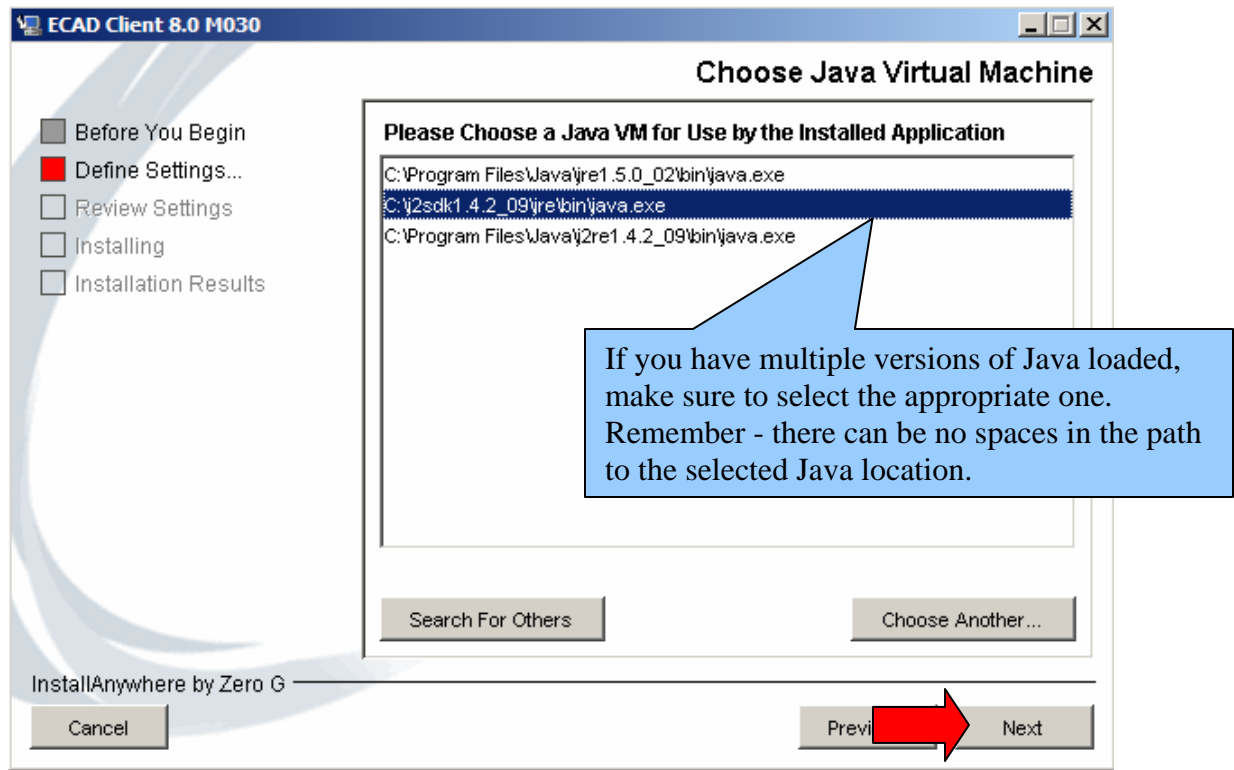 ECAD Client 8.0 M030
Choose Java Virtual Machine
Before You Begin
Define Settings...
Review Settings
Installing
Installation Results
Please Choose a Java VM for Use by the Installed Application
C:\Program Files\Java\jre1.5.0_02\bin\java.exe
C:\j2sdk1.4.2_09\jre\bin\java.exe
C:\Program Files\Java\j2re1.4.2_09\bin\java.exe
If you have multiple versions of Java loaded,
make sure to select the appropriate one.
Remember - there can be no spaces in the path
to the selected Java location.
Search For Others
Choose Another...
InstallAnywhere by Zero G
Cancel
Next